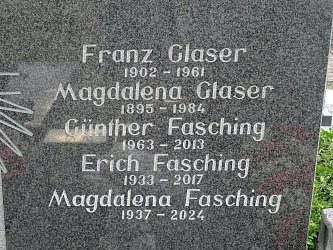 Franz Glaser
1902 – 1961
Magdalena Glaser
1895 – 1984
Günther Fasching
1963 – 2013
Erich Fasching
1933 – 2017
Magdalena Fasching
1937 – 2024